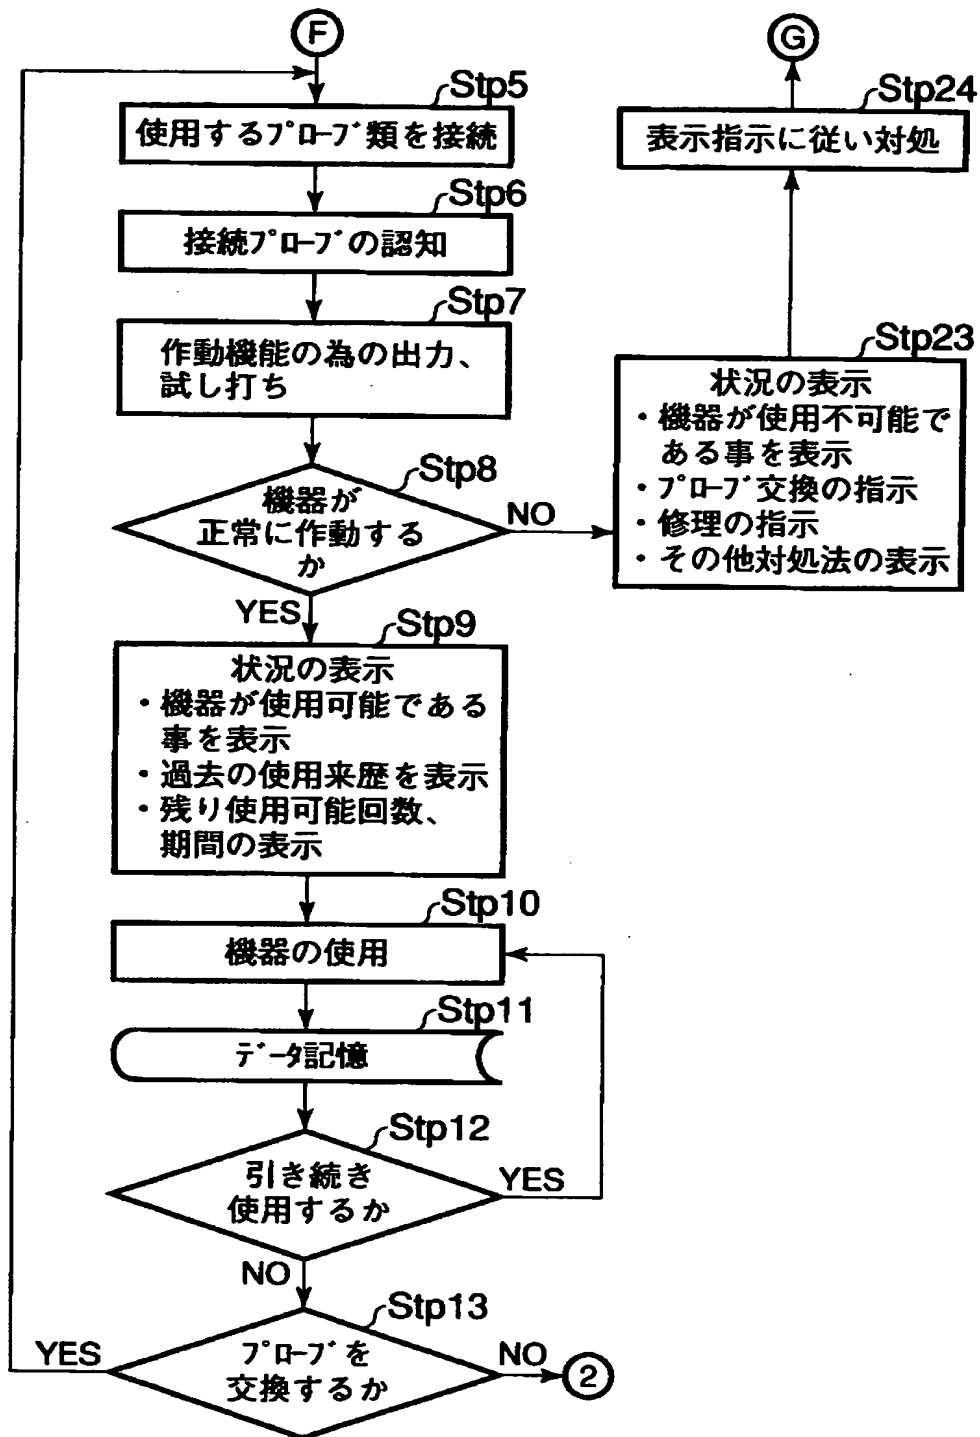 F
Stp5
使用するプローブ類を接続
Stp6
接続プローブの認知
Stp7
作動機能の為の出力、
試し打ち
Stp8
機器が
正常に作動する
か
NO
YES
Stp9
状況の表示
・機器が使用可能である
事を表示
・過去の使用来歴を表示
・残り使用可能回数、
期間の表示
Stp10
機器の使用
Stp11
データ記憶
Stp12
引き続き
使用するか
YES
NO
Stp13
プローブを
交換するか
YES
NO
2
G
Stp24
表示指示に従い対処
Stp23
状況の表示
・機器が使用不可能で
ある事を表示
・プローブ交換の指示
・修理の指示
・その他対処法の表示